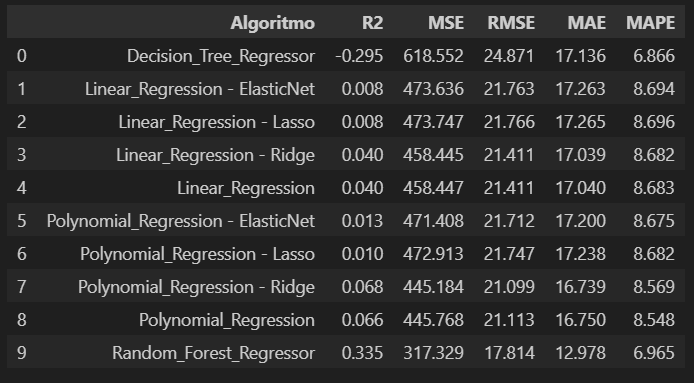 Algoritmo R2 MSE RMSE MAE MAPE
0 Decision_Tree_Regressor -0.295 618.552 24.871 17.136 6.866
1 Linear_Regression - ElasticNet 0.008 473.636 21.763 17.263 8.694
2 Linear_Regression - Lasso 0.008 473.747 21.766 17.265 8.696
3 Linear_Regression - Ridge 0.040 458.445 21.411 17.039 8.682
4 Linear_Regression 0.040 458.447 21.411 17.040 8.683
5 Polynomial_Regression - ElasticNet 0.013 471.408 21.712 17.200 8.675
6 Polynomial_Regression - Lasso 0.010 472.913 21.747 17.238 8.682
7 Polynomial_Regression - Ridge 0.068 445.184 21.099 16.739 8.569
8 Polynomial_Regression 0.066 445.768 21.113 16.750 8.548
9 Random_Forest_Regressor 0.335 317.329 17.814 12.978 6.965